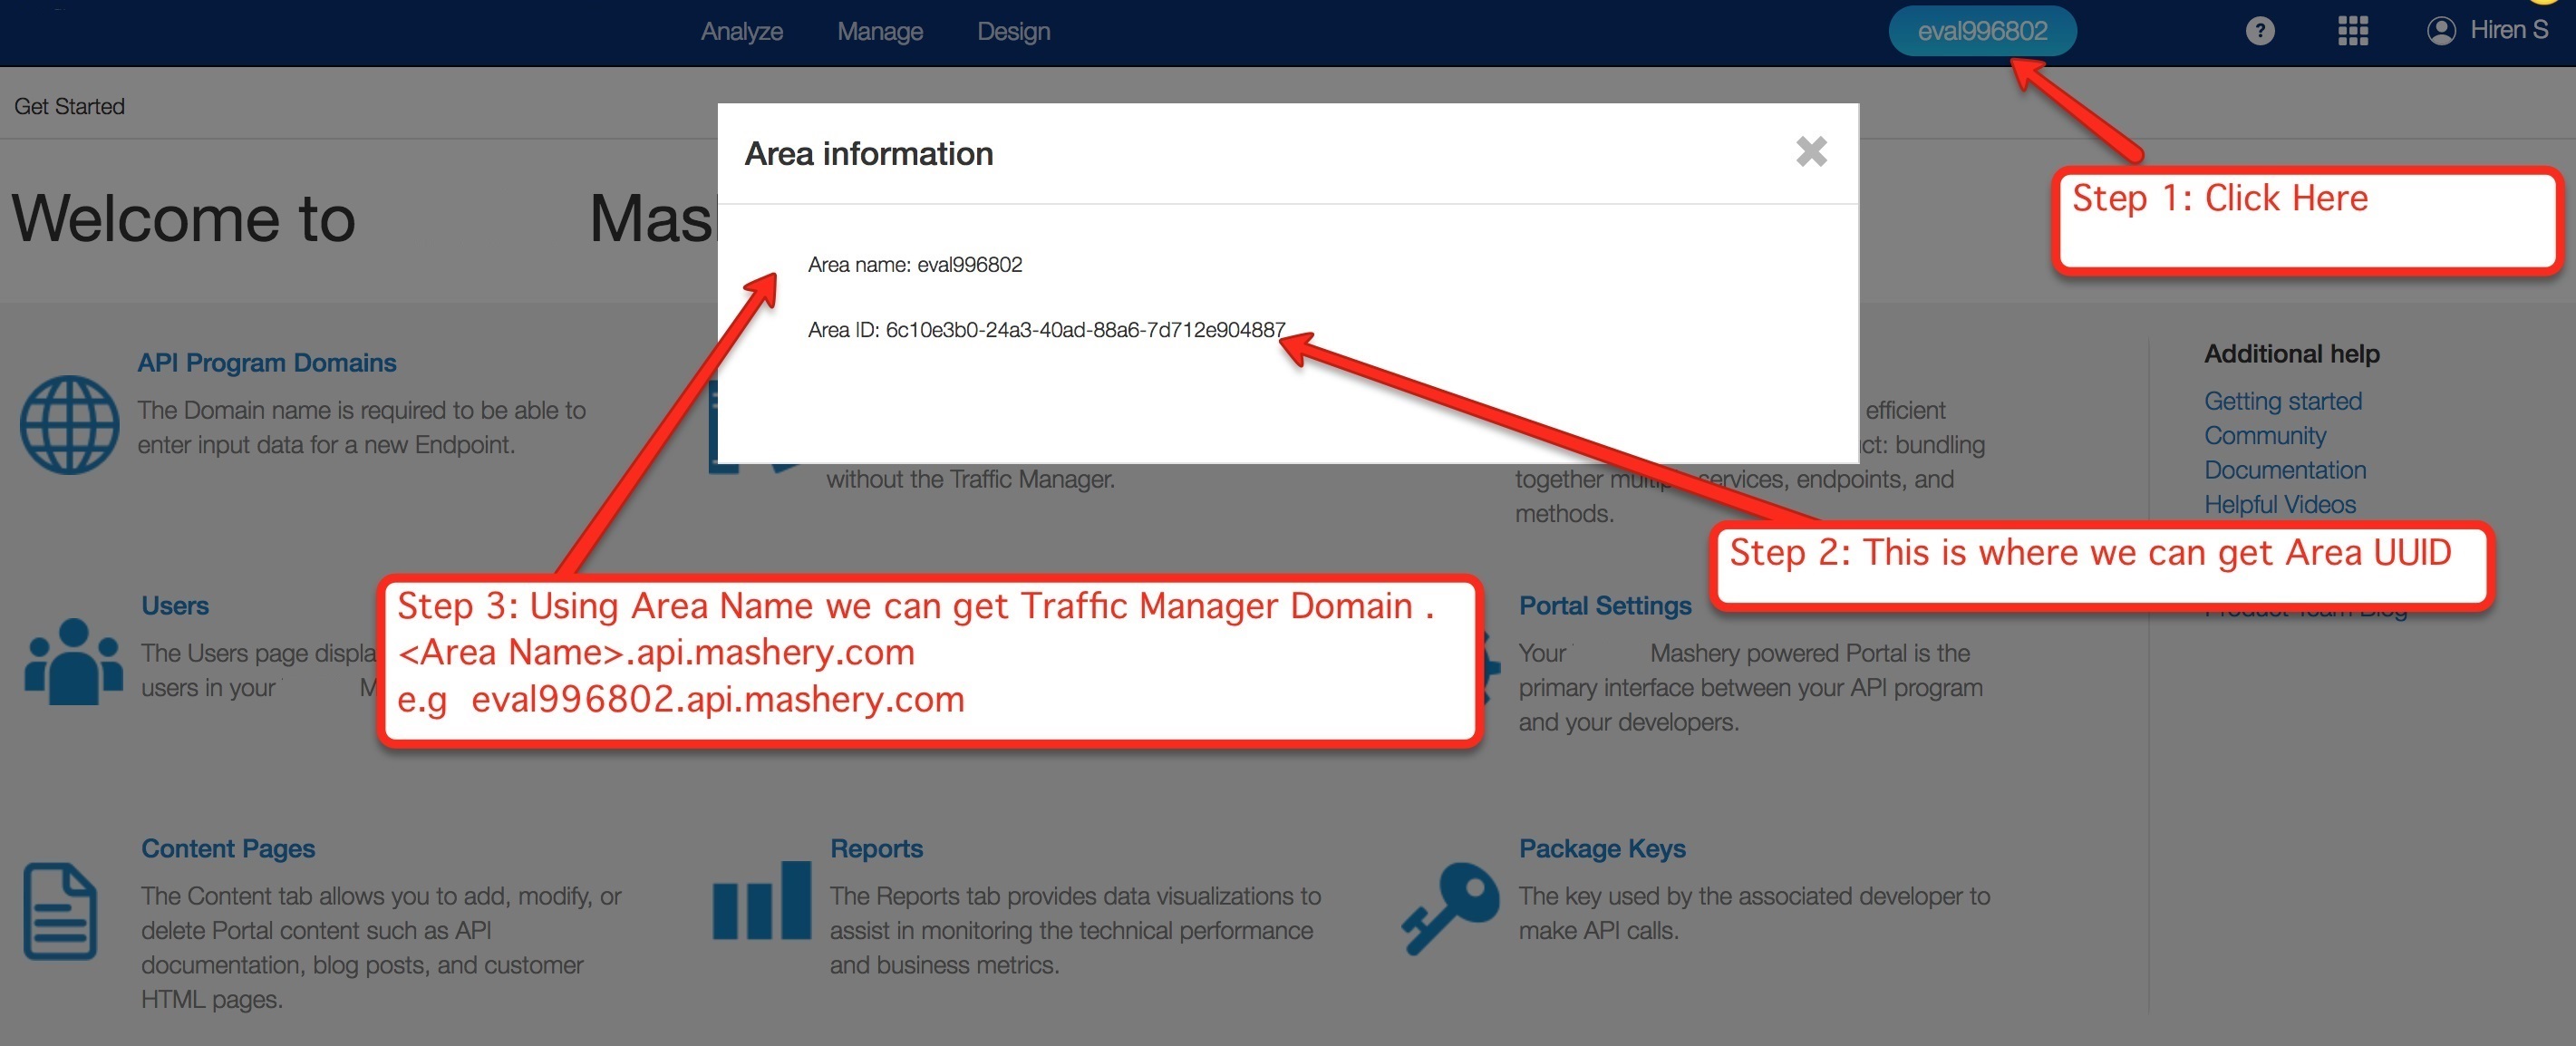 Analyze Manage Design eval996802 ? Hiren S
Get Started
Area information
Welcome to Mas
Step 1: Click Here
Area name: eval996802
Area ID: 6c10e3b0-24a3-40ad-88a6-7d712e904887
API Program Domains
The Domain name is required to be able to
enter input data for a new Endpoint.
without the Traffic Manager.
efficient
ct: bundling
together services, endpoints, and
methods.
Additional help
Getting started
Community
Documentation
Helpful Videos
Step 2: This is where we can get Area UUID
Step 3: Using Area Name we can get Traffic Manager Domain .
<Area Name>.api.mashery.com
e.g eval996802.api.mashery.com
Users
The Users page displa
users in your M
Portal Settings
Your Mashery powered Portal is the
primary interface between your API program
and your developers.
Content Pages
The Content tab allows you to add, modify, or
delete Portal content such as API
documentation, blog posts, and customer
HTML pages.
Reports
The Reports tab provides data visualizations to
assist in monitoring the technical performance
and business metrics.
Package Keys
The key used by the associated developer to
make API calls.